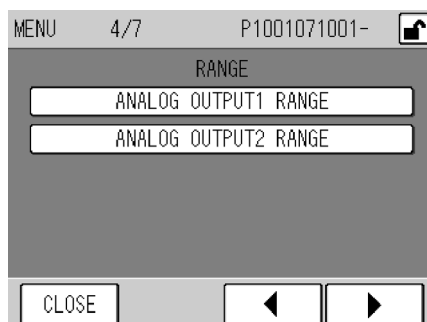 MENU 4/7 P1001071001-
RANGE
ANALOG OUTPUT1 RANGE
ANALOG OUTPUT2 RANGE
CLOSE